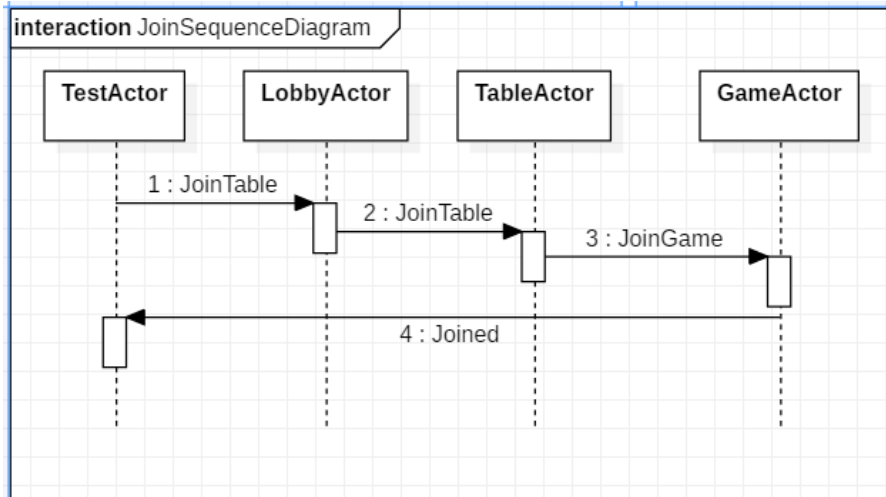 interaction JoinSequenceDiagram
TestActor LobbyActor TableActor GameActor
1 : JoinTable
2 : JoinTable
3 : JoinGame
4 : Joined